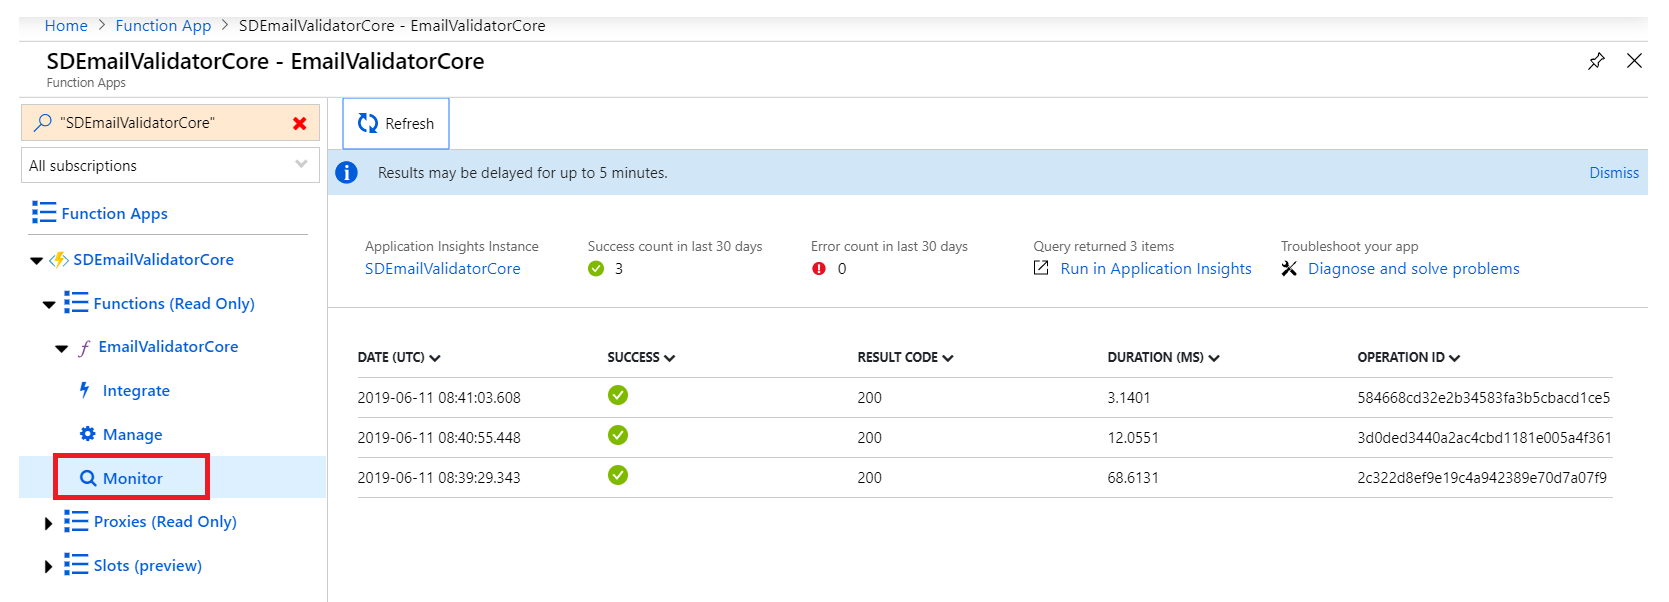 Home > Function App > SDEmailValidatorCore - EmailValidatorCore
SDEmailValidatorCore - EmailValidatorCore
Function Apps
"SDEmailValidatorCore"
All subscriptions
Function Apps
SDEmailValidatorCore
Functions (Read Only)
EmailValidatorCore
Integrate
Manage
Monitor
Proxies (Read Only)
Slots (preview)
Refresh
Results may be delayed for up to 5 minutes. Dismiss
Application Insights Instance Success count in last 30 days Error count in last 30 days Query returned 3 items Troubleshoot your app
SDEmailValidatorCore 3 0 Run in Application Insights Diagnose and solve problems
DATE (UTC) SUCCESS RESULT CODE DURATION (MS) OPERATION ID
2019-06-11 08:41:03.608 200 3.1401 584668cd32e2b34583fa3b5cbacd1ce5
2019-06-11 08:40:55.448 200 12.0551 3d0ded3440a2ac4cbd1181e005a4f361
2019-06-11 08:39:29.343 200 68.6131 2c322d8ef9e19c4a942389e70d7a07f9